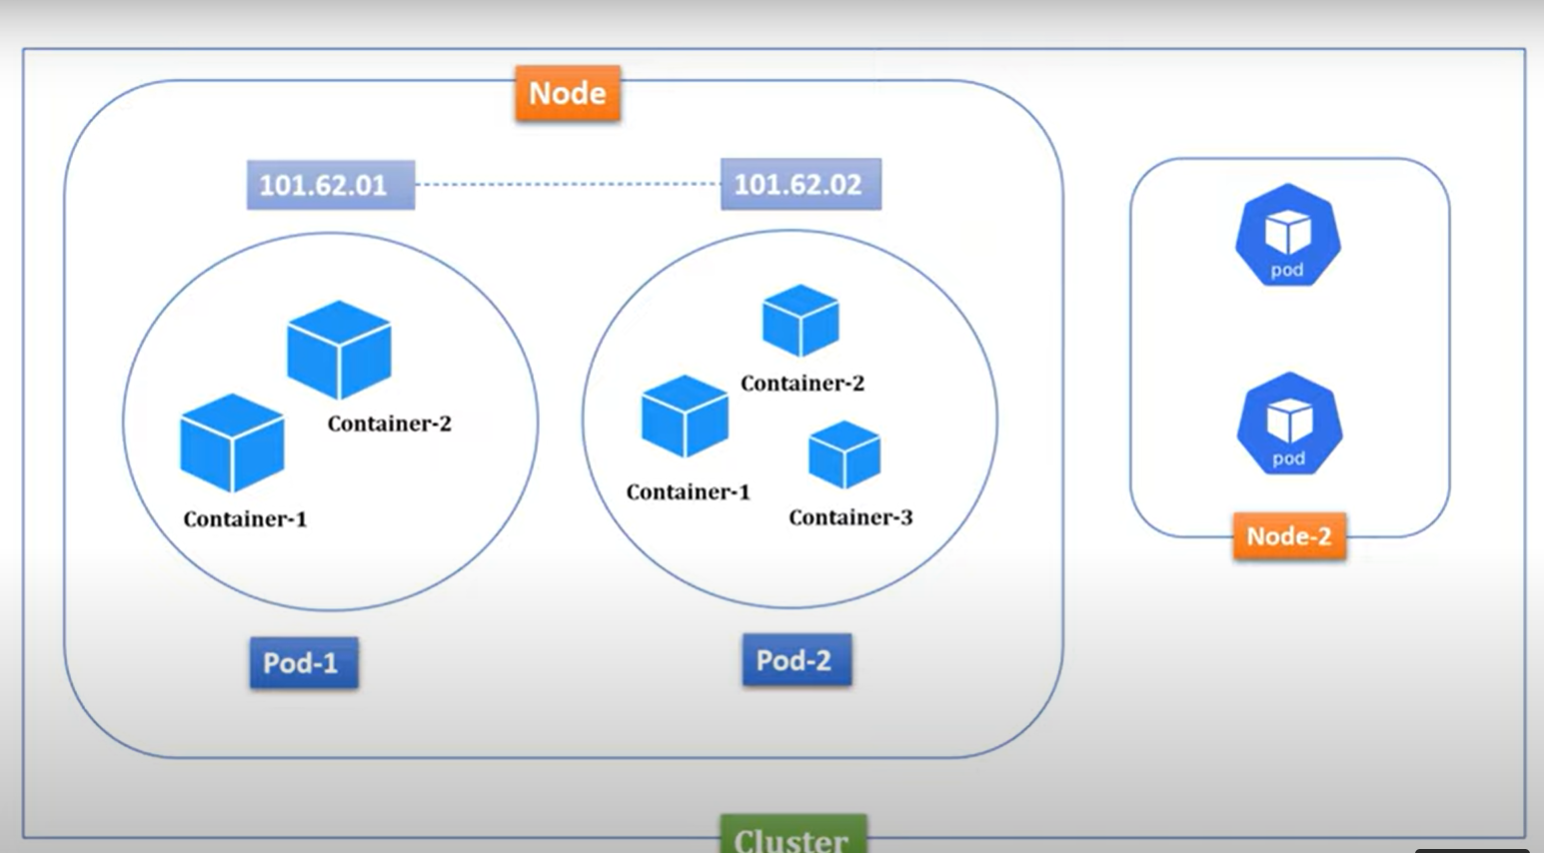 Node
101.62.01
101.62.02
Container-2
Container-1
Container-2
Container-1
Container-3
Pod-1
Pod-2
pod
pod
Node-2
Cluster